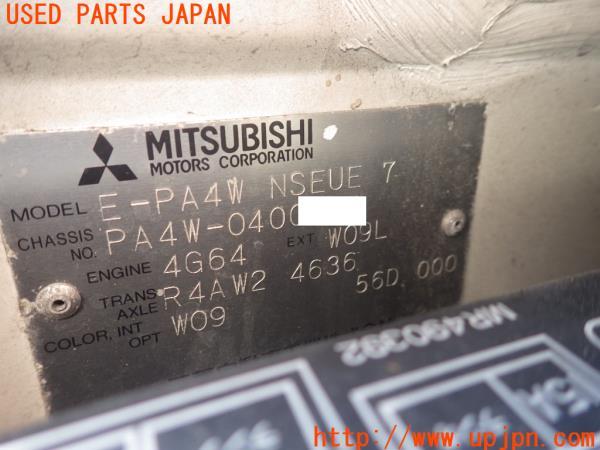 USED PARTS JAPAN
MITSUBISHI
MOTORS CORPORATION
MODEL E-PA4W NSEUE 7
CHASSIS NO. PA4W-0400
ENGINE 4G64 EXT W09L
TRANS AXLE R4AW2 4636
COLOR, INT OPT W09 56D.000
MR490392
5A
http://www.upjpn.com